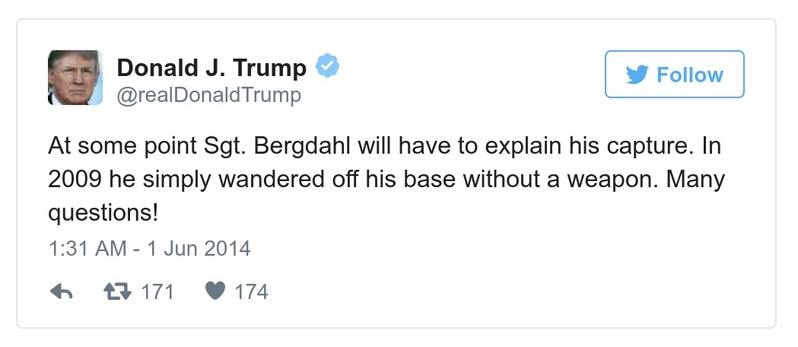 Donald J. Trump
@realDonaldTrump
Follow
At some point Sgt. Bergdahl will have to explain his capture. In
2009 he simply wandered off his base without a weapon. Many
questions!
1:31 AM - 1 Jun 2014
171 174